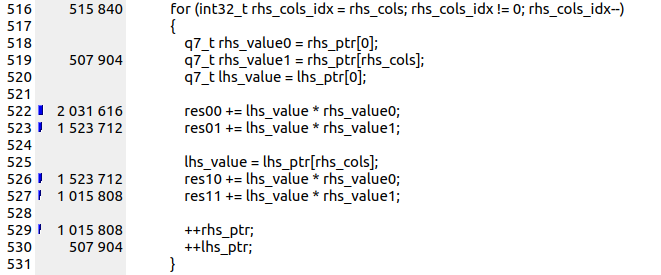 516 515 840 for (int32_t rhs_cols_idx = rhs_cols; rhs_cols_idx != 0; rhs_cols_idx--)
517 {
518 q7_t rhs_value0 = rhs_ptr[0];
519 507 904 q7_t rhs_value1 = rhs_ptr[rhs_cols];
520 q7_t lhs_value = lhs_ptr[0];
521
522 2 031 616 res00 += lhs_value * rhs_value0;
523 1 523 712 res01 += lhs_value * rhs_value1;
524
525 lhs_value = lhs_ptr[rhs_cols];
526 1 523 712 res10 += lhs_value * rhs_value0;
527 1 015 808 res11 += lhs_value * rhs_value1;
528
529 1 015 808 ++rhs_ptr;
530 507 904 ++lhs_ptr;
531 }